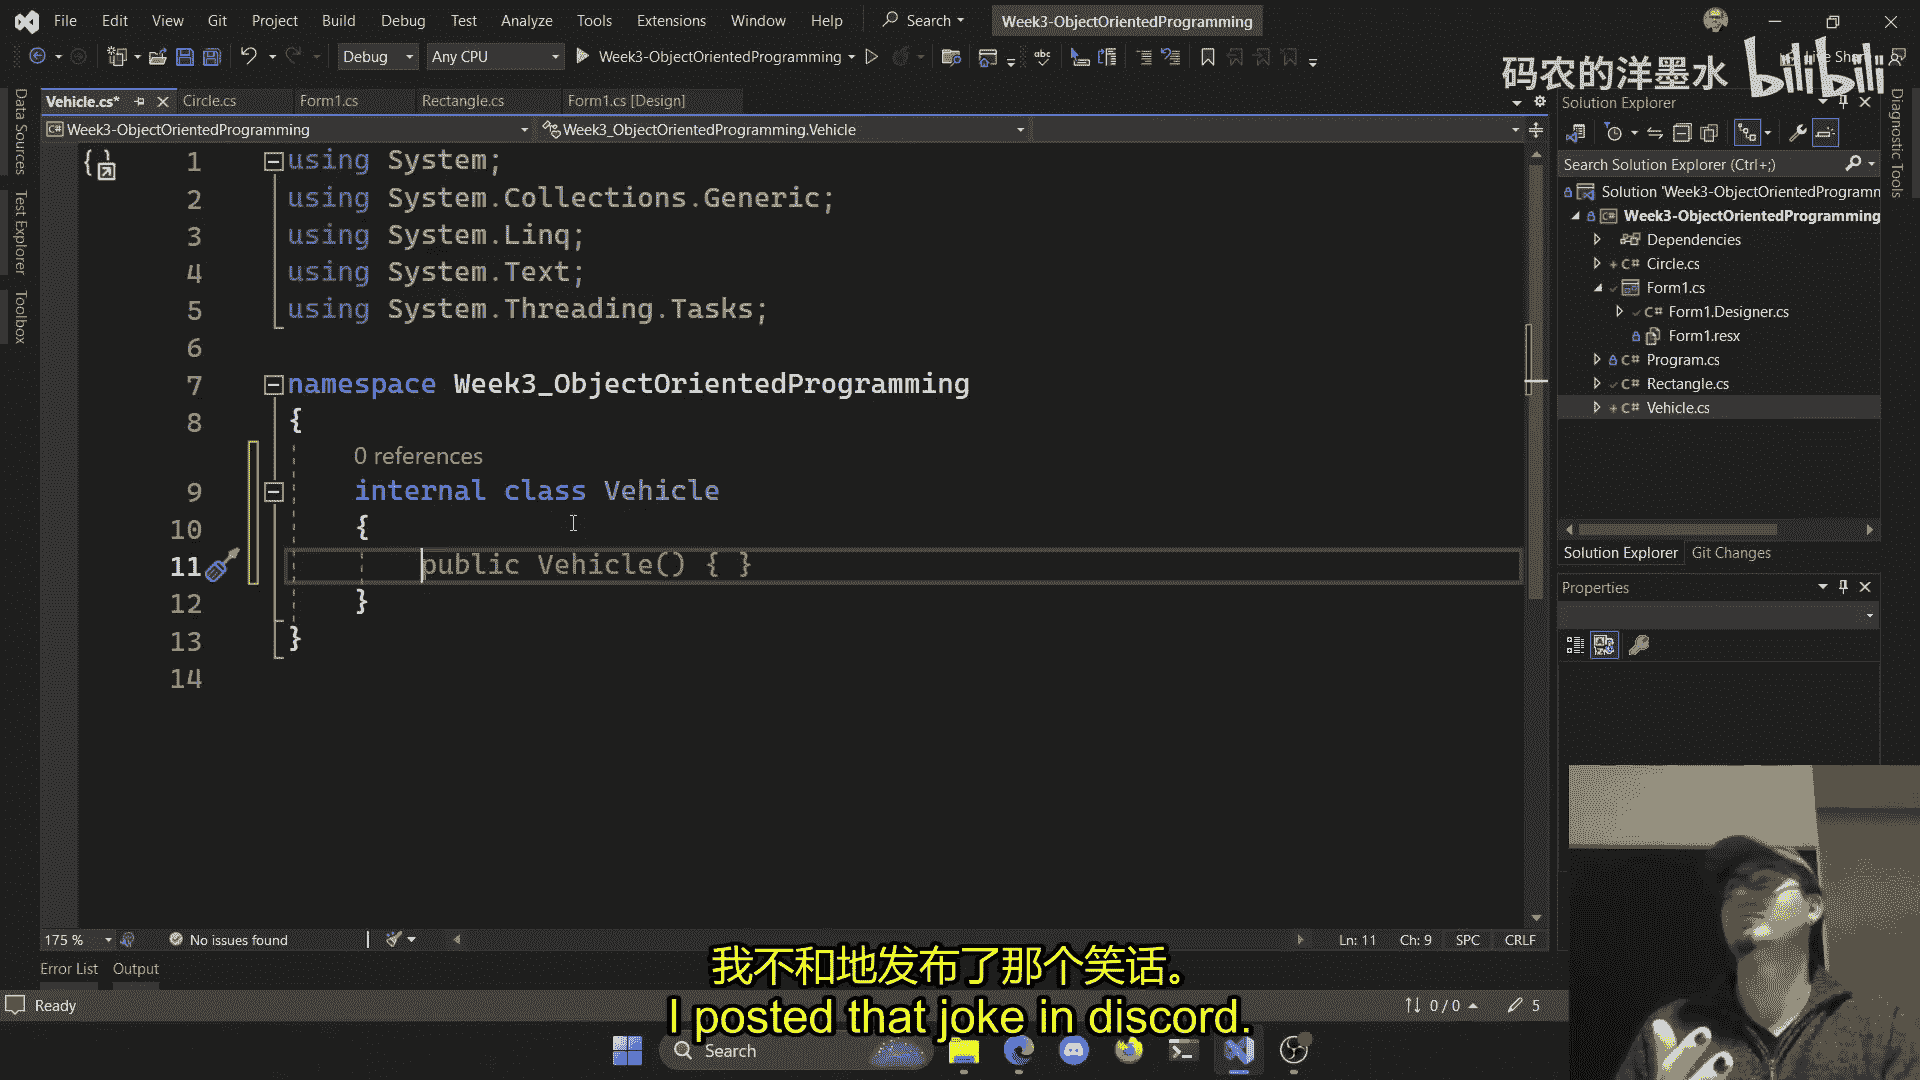 File Edit View Git Project Build Debug Test Analyze Tools Extensions Window Help Search Week3-ObjectOrientedProgramming
Debug Any CPU Week3-ObjectOrientedProgramming
码农的洋墨水 bilibili
Vehicle.cs* Circle.cs Form1.cs Rectangle.cs Form1.cs [Design]
Week3-ObjectOrientedProgramming Week3_ObjectOrientedProgramming.Vehicle
Data Sources
Test Explorer
Toolbox
1 using System;
2 using System.Collections.Generic;
3 using System.Linq;
4 using System.Text;
5 using System.Threading.Tasks;
6
7 namespace Week3_ObjectOrientedProgramming
8 {
0 references
9 internal class Vehicle
10 {
11 public Vehicle() { }
12 }
13 }
14
175 % No issues found Ln: 11 Ch: 9 SPC CRLF
Error List Output
Ready 0 / 0 5
Solution Explorer
Search Solution Explorer (Ctrl+;)
Solution 'Week3-ObjectOrientedProgramm
Week3-ObjectOrientedProgramming
Dependencies
C# Circle.cs
Form1.cs
C# Form1.Designer.cs
Form1.resx
C# Program.cs
C# Rectangle.cs
C# Vehicle.cs
Solution Explorer Git Changes
Properties
Diagnostic Tools
我不和地发布了那个笑话。
I posted that joke in discord.
Search